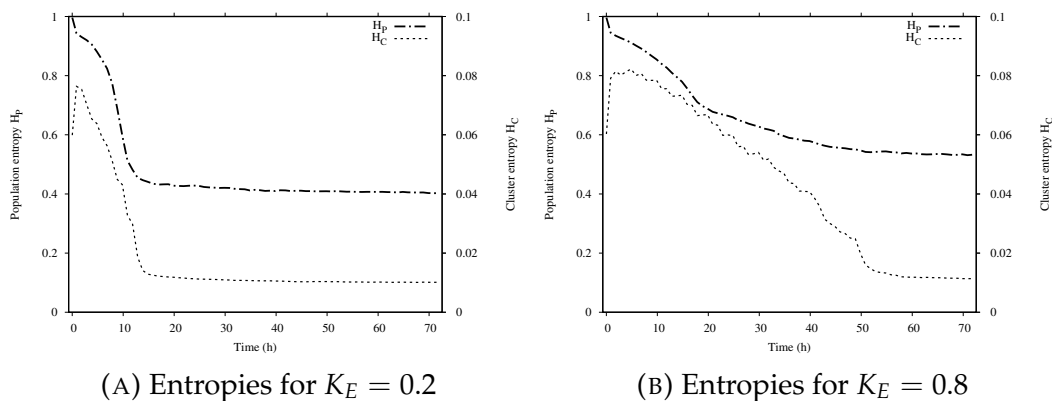 H_P
H_C
1
0.8
0.6
0.4
0.2
0
0.1
0.08
0.06
0.04
0.02
0
0 10 20 30 40 50 60 70
Population entropy H_P
Cluster entropy H_C
Time (h)
(A) Entropies for K_E = 0.2
H_P
H_C
1
0.8
0.6
0.4
0.2
0
0.1
0.08
0.06
0.04
0.02
0
0 10 20 30 40 50 60 70
Population entropy H_P
Cluster entropy H_C
Time (h)
(B) Entropies for K_E = 0.8